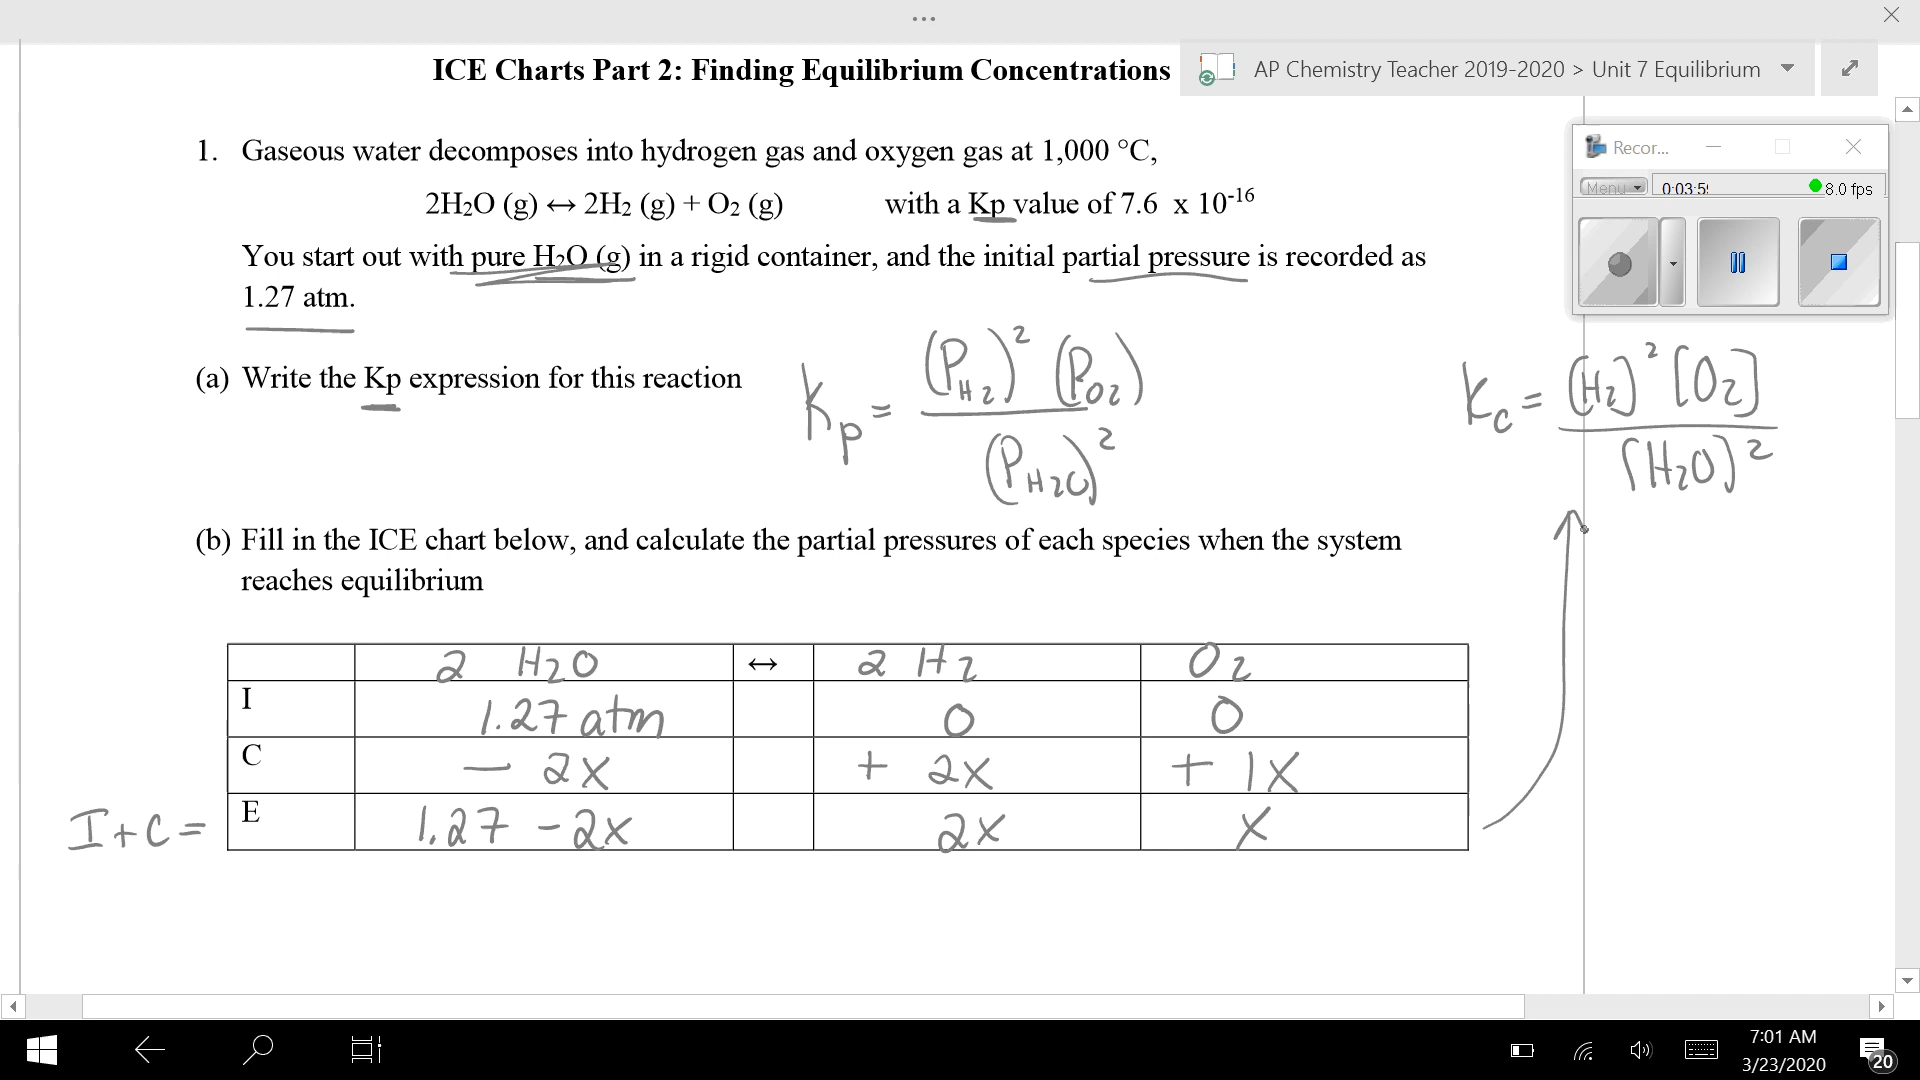 ICE Charts Part 2: Finding Equilibrium Concentrations
AP Chemistry Teacher 2019-2020 > Unit 7 Equilibrium
Recor...
Menu
0:03:5
8.0 fps
1. Gaseous water decomposes into hydrogen gas and oxygen gas at 1,000 °C,
2H₂O (g) ↔ 2H₂ (g) + O₂ (g) with a Kp value of 7.6 x 10⁻¹⁶
You start out with pure H₂O (g) in a rigid container, and the initial partial pressure is recorded as
1.27 atm.
(a) Write the Kp expression for this reaction
Kp = (P_H2)² (P_O2)
(P_H2O)²
Kc = [H₂]² [O₂]
[H₂O]²
(b) Fill in the ICE chart below, and calculate the partial pressures of each species when the system
reaches equilibrium
2 H₂O ↔ 2 H₂ O₂
I 1.27 atm 0 0
C − 2x + 2x + 1x
I + C = E 1.27 − 2x 2x x
7:01 AM
3/23/2020
20